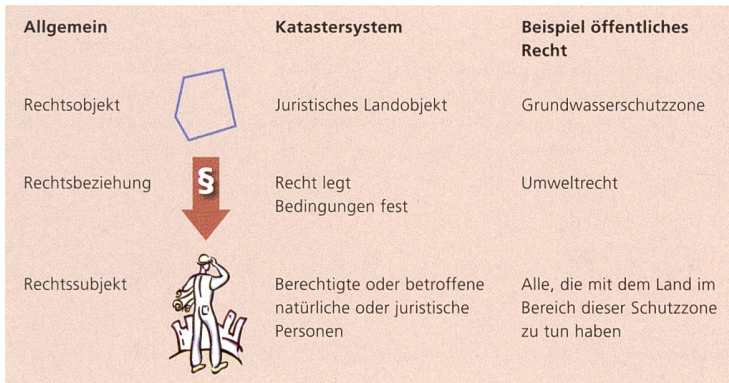 Allgemein
Katastersystem
Beispiel öffentliches
Recht
Rechtsobjekt
Juristisches Landobjekt
Grundwasserschutzzone
Rechtsbeziehung
§
Recht legt
Bedingungen fest
Umweltrecht
Rechtssubjekt
Berechtigte oder betroffene
natürliche oder juristische
Personen
Alle, die mit dem Land im
Bereich dieser Schutzzone
zu tun haben